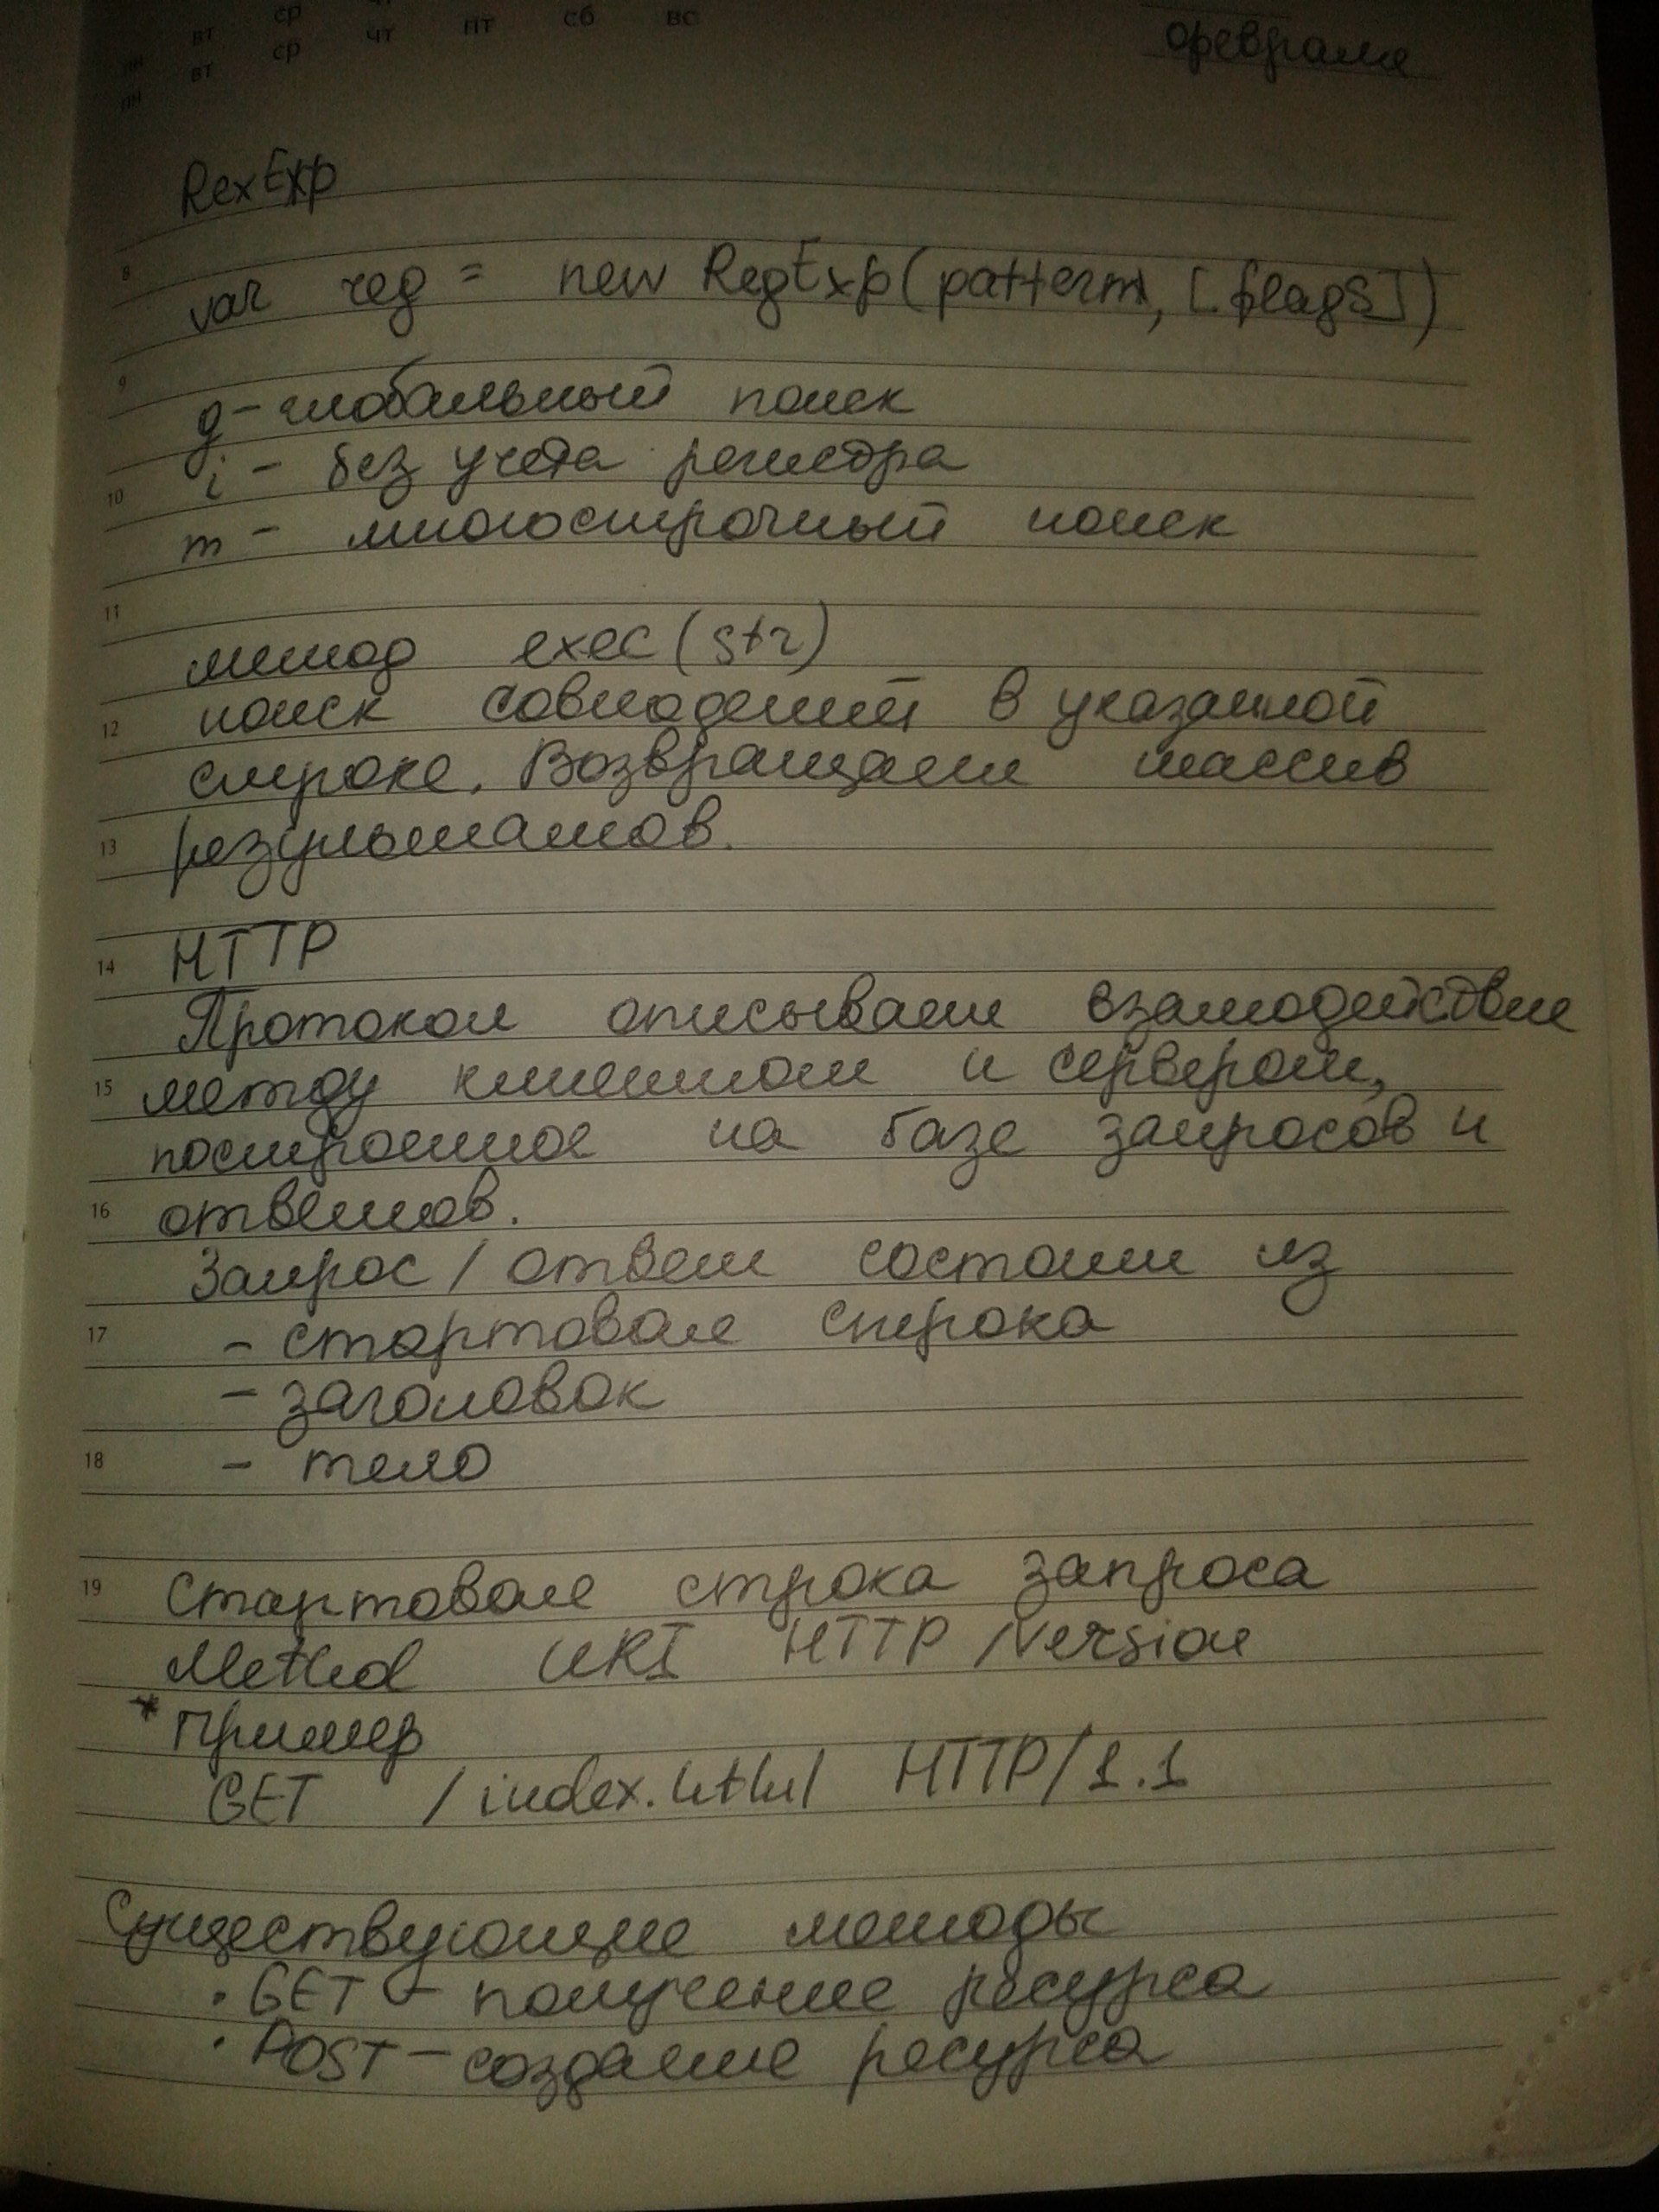 ср чт
вт ср чт пт сб вс
пн вт
пн
февраля
RexExp
8
var reg = new RegExp(pattern, [flags])
9
g - глобальный поиск
i - без учета регистра
10
m - многострочный поиск
11
метод exec(str)
12 поиск совпадений в указанной
строке. Возвращает массив
13 результатов.
14 HTTP
Протокол описывает взамодействие
15 между клиентом и сервером,
построенное на базе запросов и
16 ответов.
Запрос / ответ состоит из
17 - стартовая строка
- заголовок
18 - тело
19 Стартовая строка запроса
Method URI HTTP/Version
* Пример
GET /index.html HTTP/1.1
Существующие методы
· GET - получение ресурса
· POST - создание ресурса